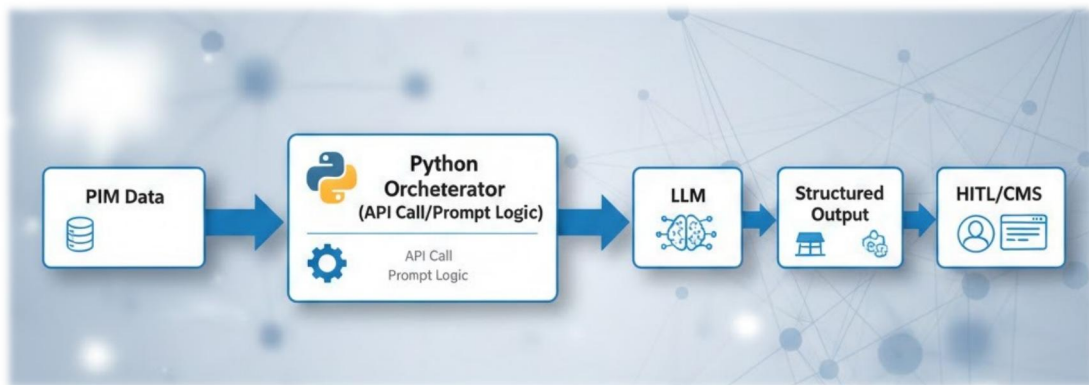 PIM Data
Python
Orcheterator
(API Call/Prompt Logic)
API Call
Prompt Logic
LLM
Structured
Output
HITL/CMS